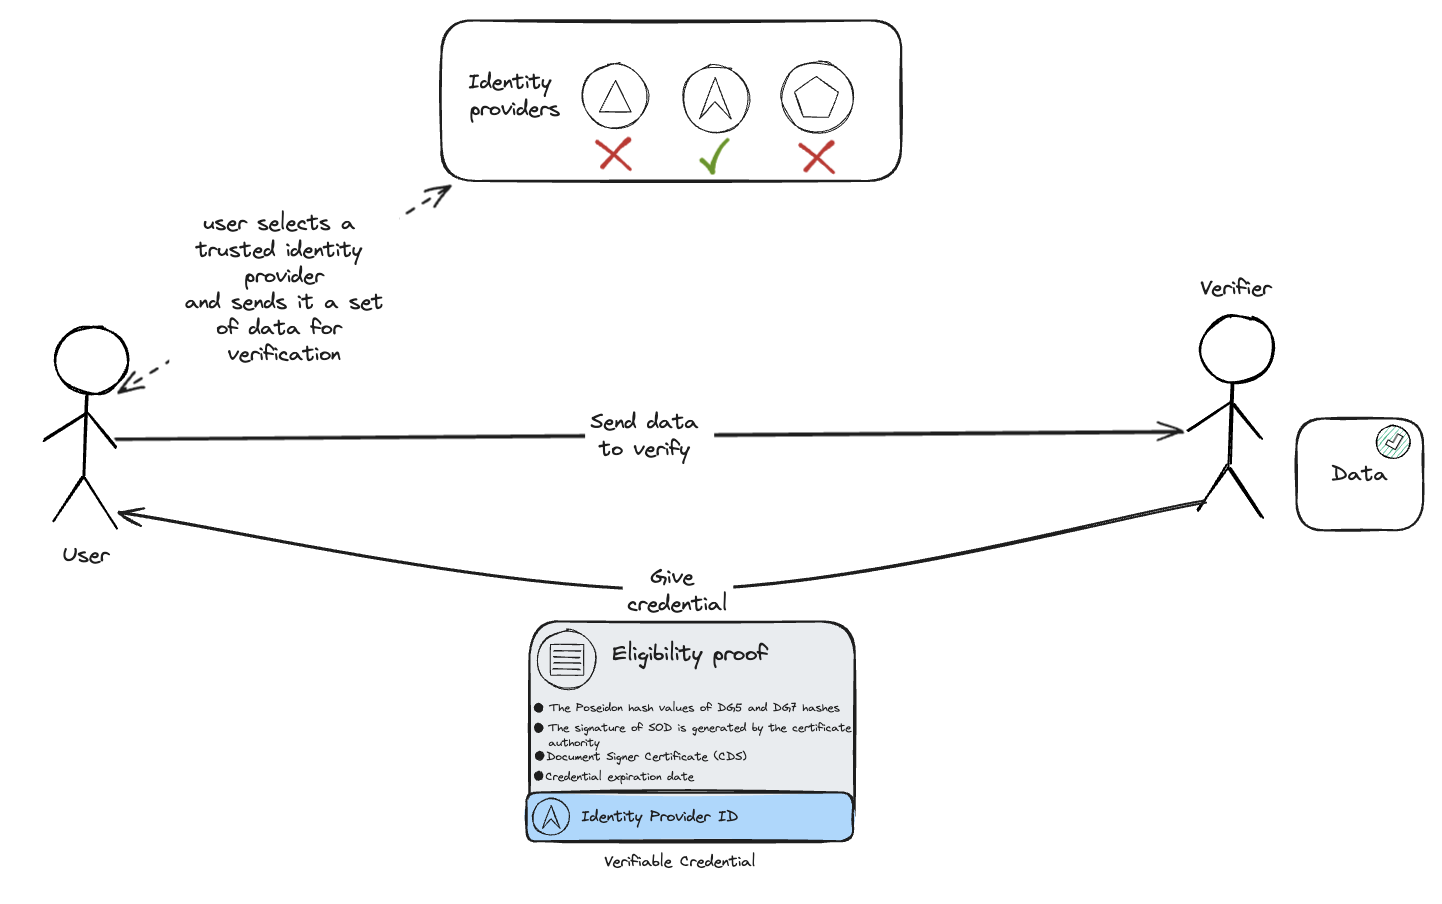 Identity
providers
user selects a
trusted identity
provider
and sends it a set
of data for
verification
Verifier
Send data
to verify
Data
User
Give
credential
Eligibility proof
The Poseidon hash values of DG5 and DG7 hashes
The signature of SOD is generated by the certificate
authority
Document Signer Certificate (CDS)
Credential expiration date
Identity Provider ID
Verifiable Credential